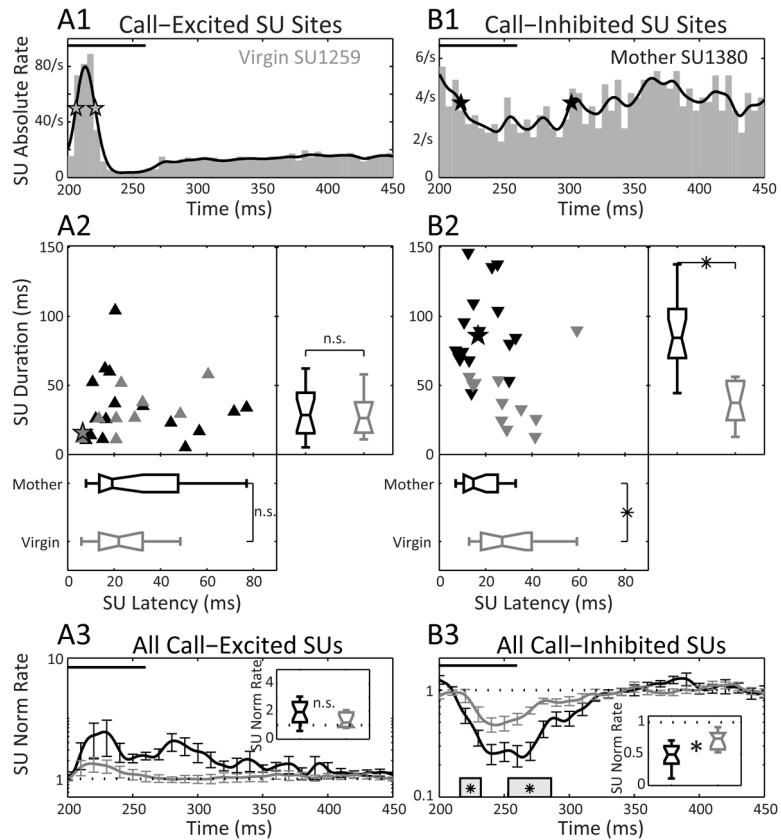 A1 Call−Excited SU Sites
Virgin SU1259
80/s
40/s
0
SU Absolute Rate
200 250 300 350 400 450
Time (ms)
B1 Call−Inhibited SU Sites
Mother SU1380
6/s
4/s
2/s
0
200 250 300 350 400 450
Time (ms)
A2
150
100
50
0
SU Duration (ms)
n.s.
Mother
Virgin
n.s.
0 20 40 60 80
SU Latency (ms)
B2
150
100
50
0
*
Mother
Virgin
*
0 20 40 60 80
SU Latency (ms)
A3 All Call−Excited SUs
10
1
SU Norm Rate
4
2
0
SU Norm Rate
n.s.
200 250 300 350 400 450
Time (ms)
B3 All Call−Inhibited SUs
1
0.1
1
0.5
0
SU Norm Rate
*
* *
200 250 300 350 400 450
Time (ms)